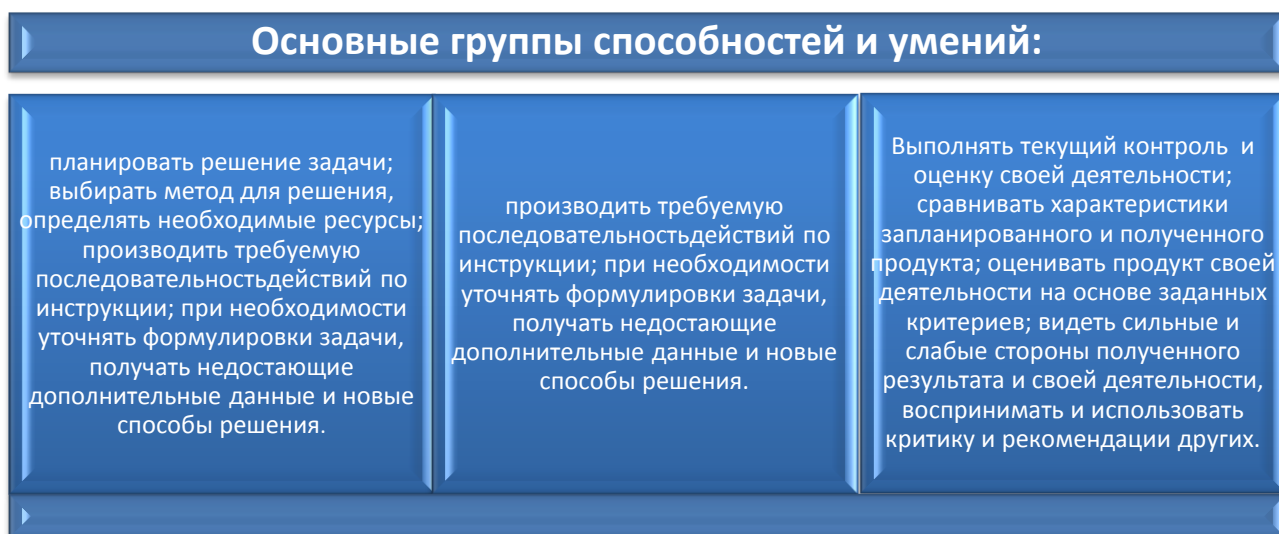 Основные группы способностей и умений:
планировать решение задачи;
выбирать метод для решения,
определять необходимые ресурсы;
производить требуемую
последовательностьдействий по
инструкции; при необходимости
уточнять формулировки задачи,
получать недостающие
дополнительные данные и новые
способы решения.
производить требуемую
последовательностьдействий по
инструкции; при необходимости
уточнять формулировки задачи,
получать недостающие
дополнительные данные и новые
способы решения.
Выполнять текущий контроль  и
оценку своей деятельности;
сравнивать характеристики
запланированного и полученного
продукта; оценивать продукт своей
деятельности на основе заданных
критериев; видеть сильные и
слабые стороны полученного
результата и своей деятельности,
воспринимать и использовать
критику и рекомендации других.